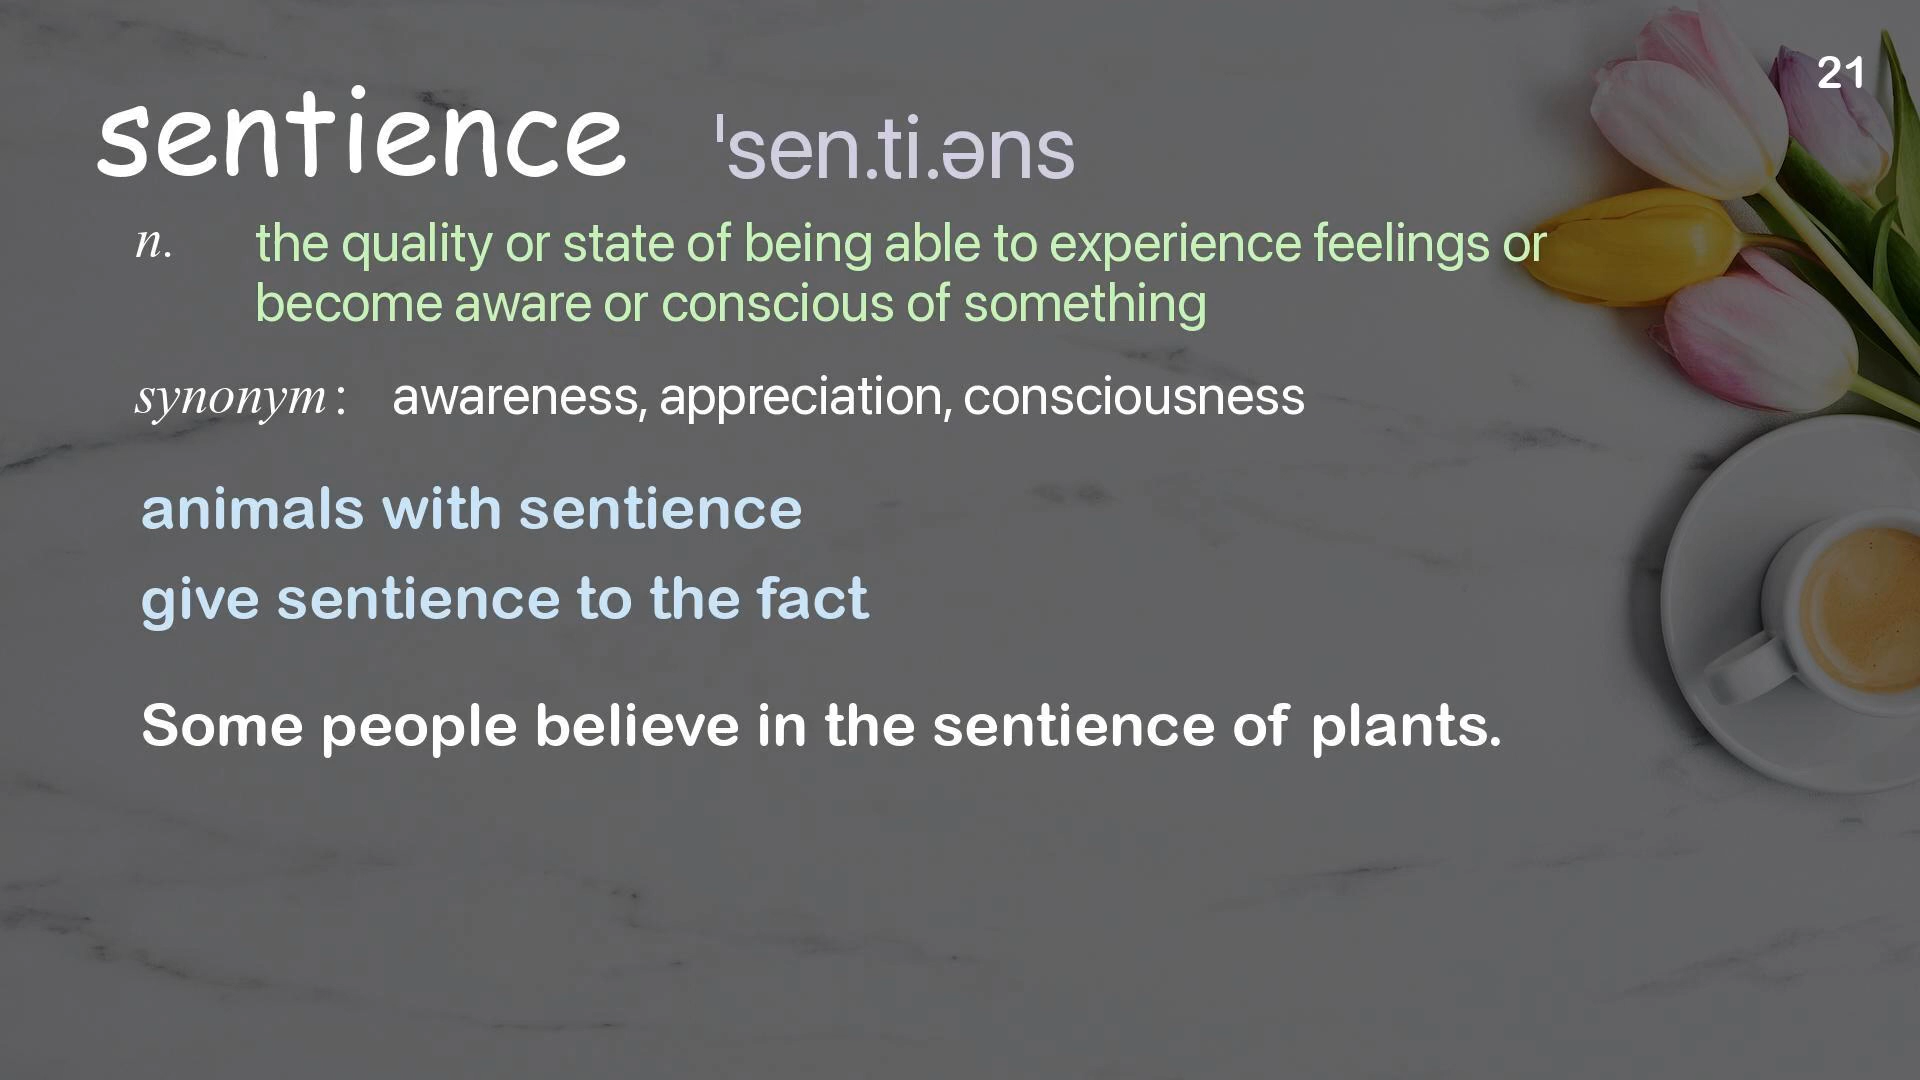 21
sentience ˈsen.ti.əns
n. the quality or state of being able to experience feelings or
become aware or conscious of something
synonym : awareness, appreciation, consciousness
animals with sentience
give sentience to the fact
Some people believe in the sentience of plants.